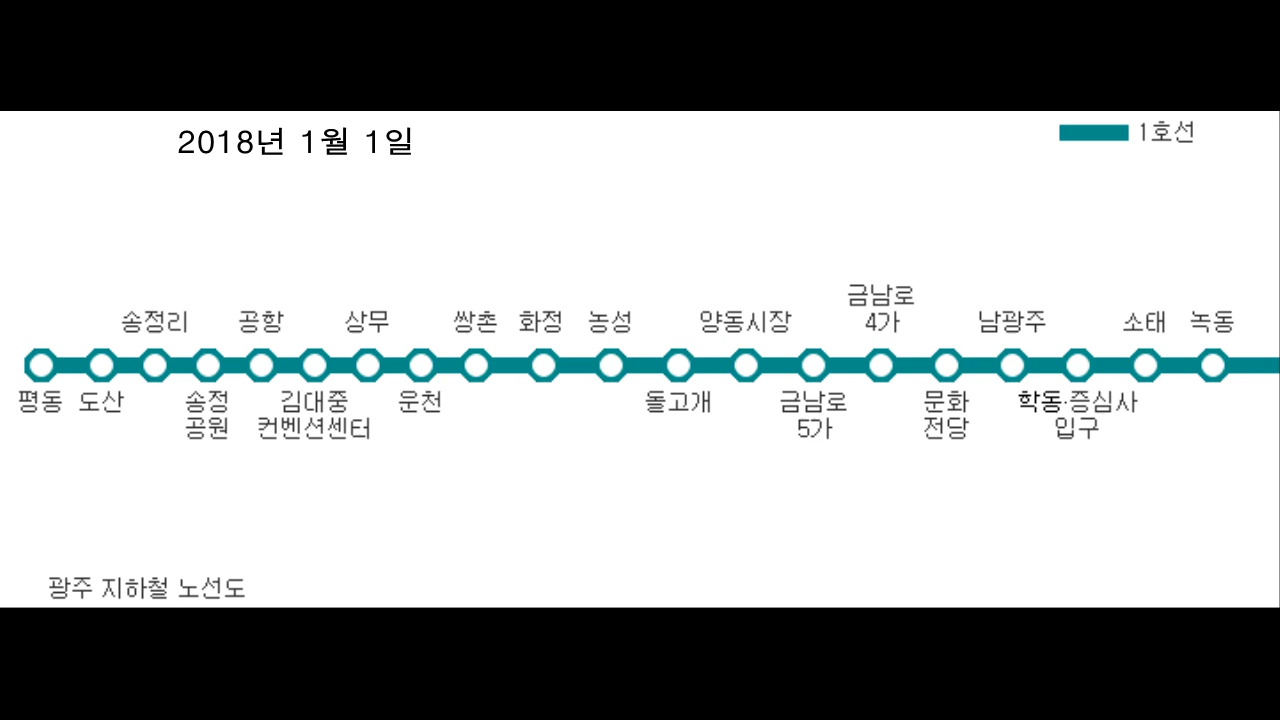 2018년 1월 1일
1호선
금남로
송정리 공항 상무 쌍촌 화정 농성 양동시장 4가 남광주 소태 녹동
평동 도산 송정 김대중 운천 돌고개 금남로 문화 학동·증심사
공원 컨벤션센터 5가 전당 입구
광주 지하철 노선도